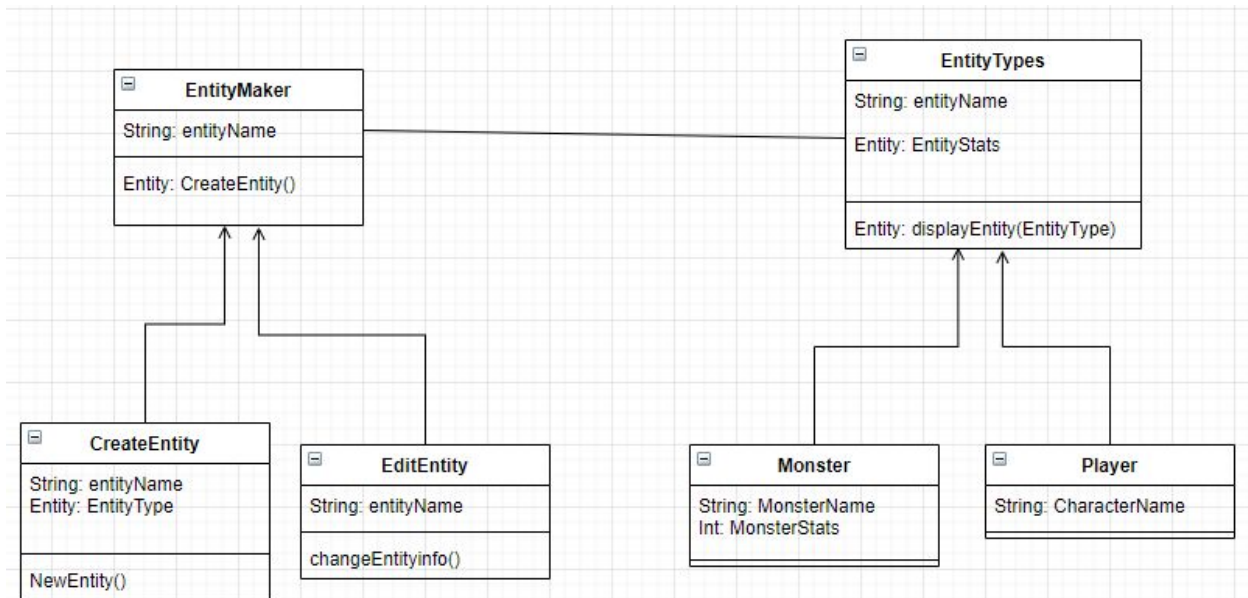 EntityMaker
String: entityName
Entity: CreateEntity()
EntityTypes
String: entityName
Entity: EntityStats
Entity: displayEntity(EntityType)
CreateEntity
String: entityName
Entity: EntityType
NewEntity()
EditEntity
String: entityName
changeEntityinfo()
Monster
String: MonsterName
Int: MonsterStats
Player
String: CharacterName